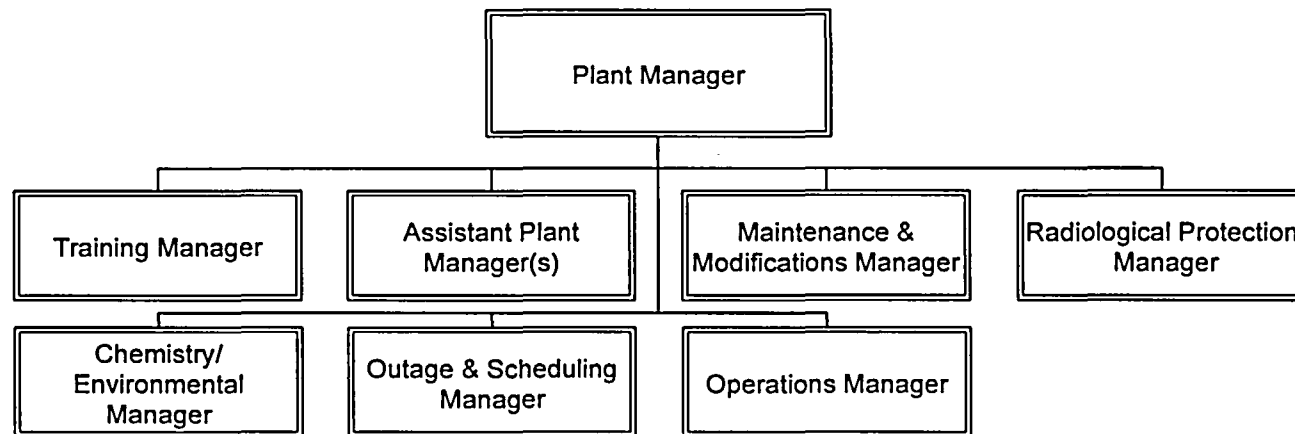 Plant Manager
Training Manager
Assistant Plant
Manager(s)
Maintenance &
Modifications Manager
Radiological Protection
Manager
Chemistry/
Environmental
Manager
Outage & Scheduling
Manager
Operations Manager